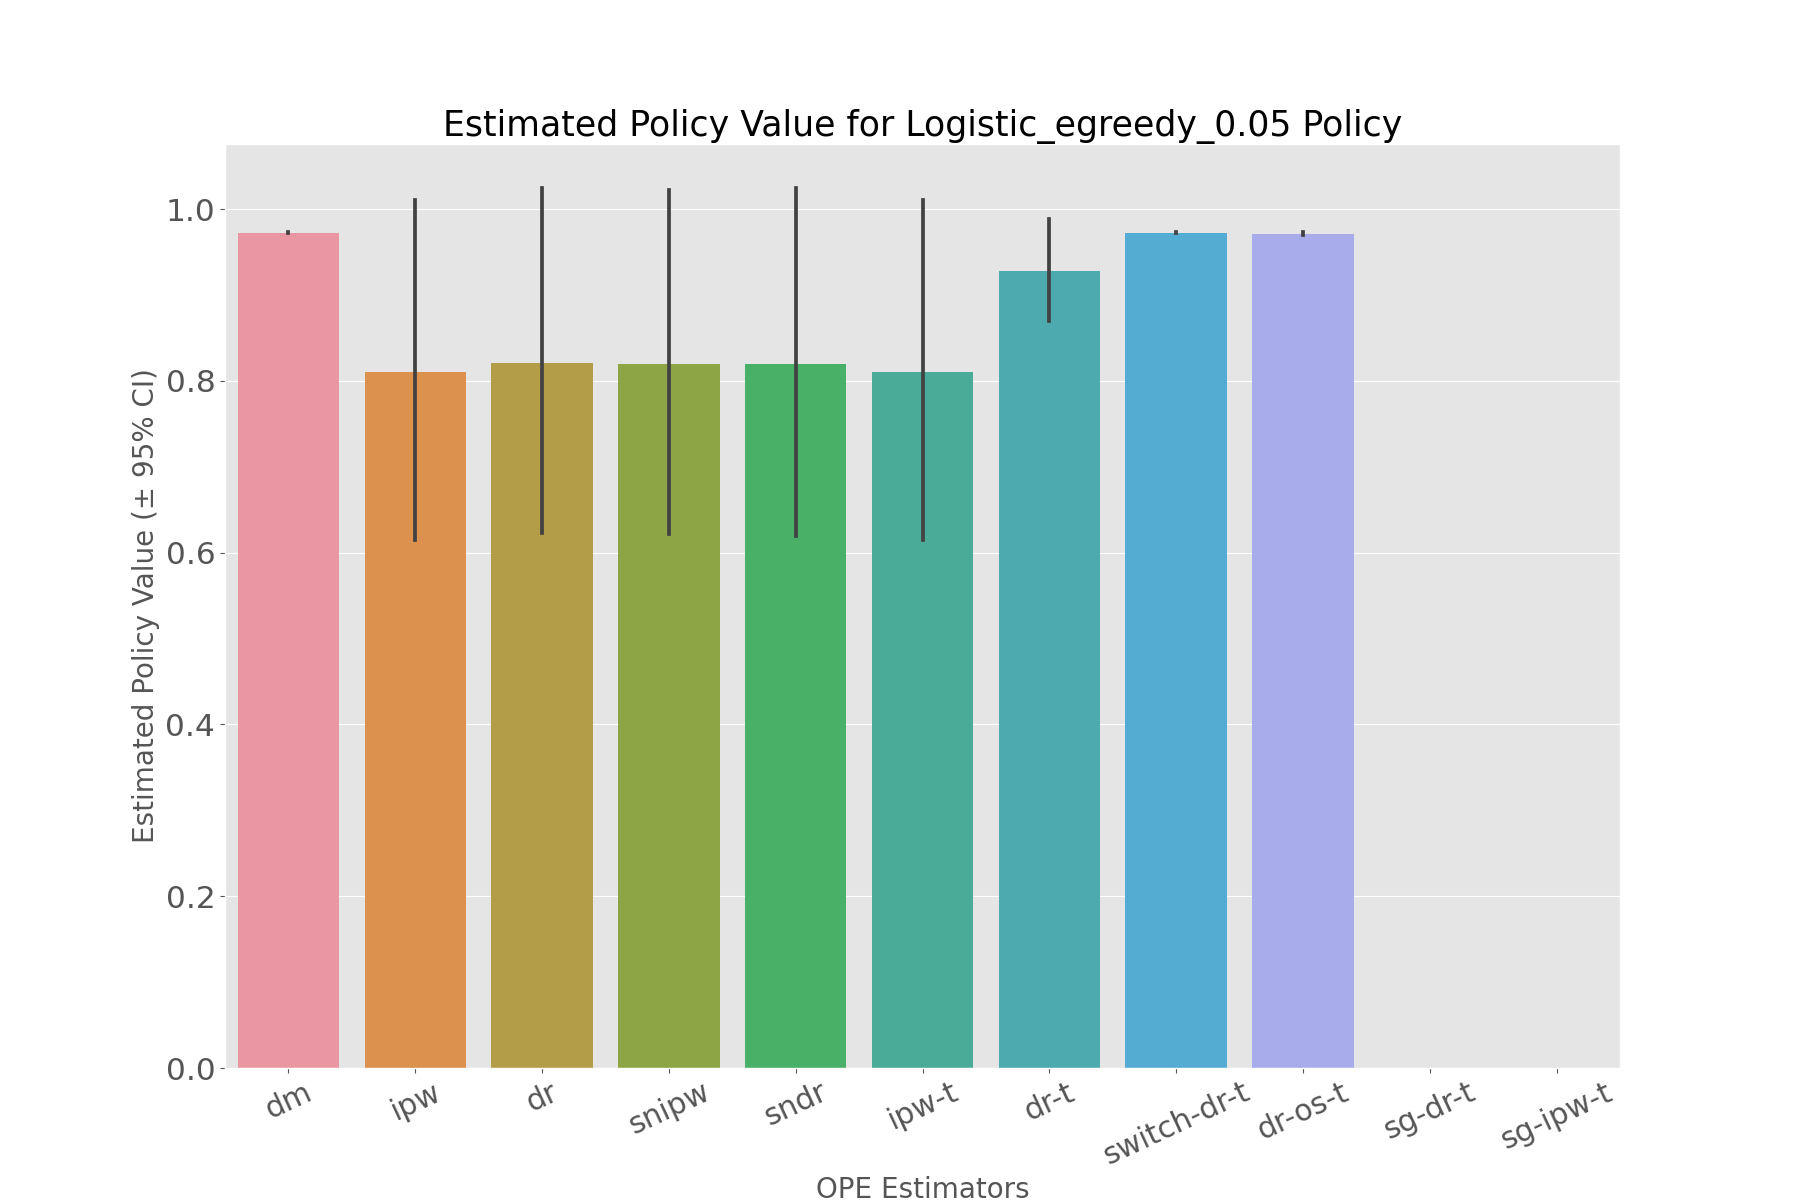 Estimated Policy Value for Logistic_egreedy_0.05 Policy
Estimated Policy Value (± 95% CI)
1.0
0.8
0.6
0.4
0.2
0.0
dm
ipw
dr
snipw
sndr
ipw-t
dr-t
switch-dr-t
dr-os-t
sg-dr-t
sg-ipw-t
OPE Estimators